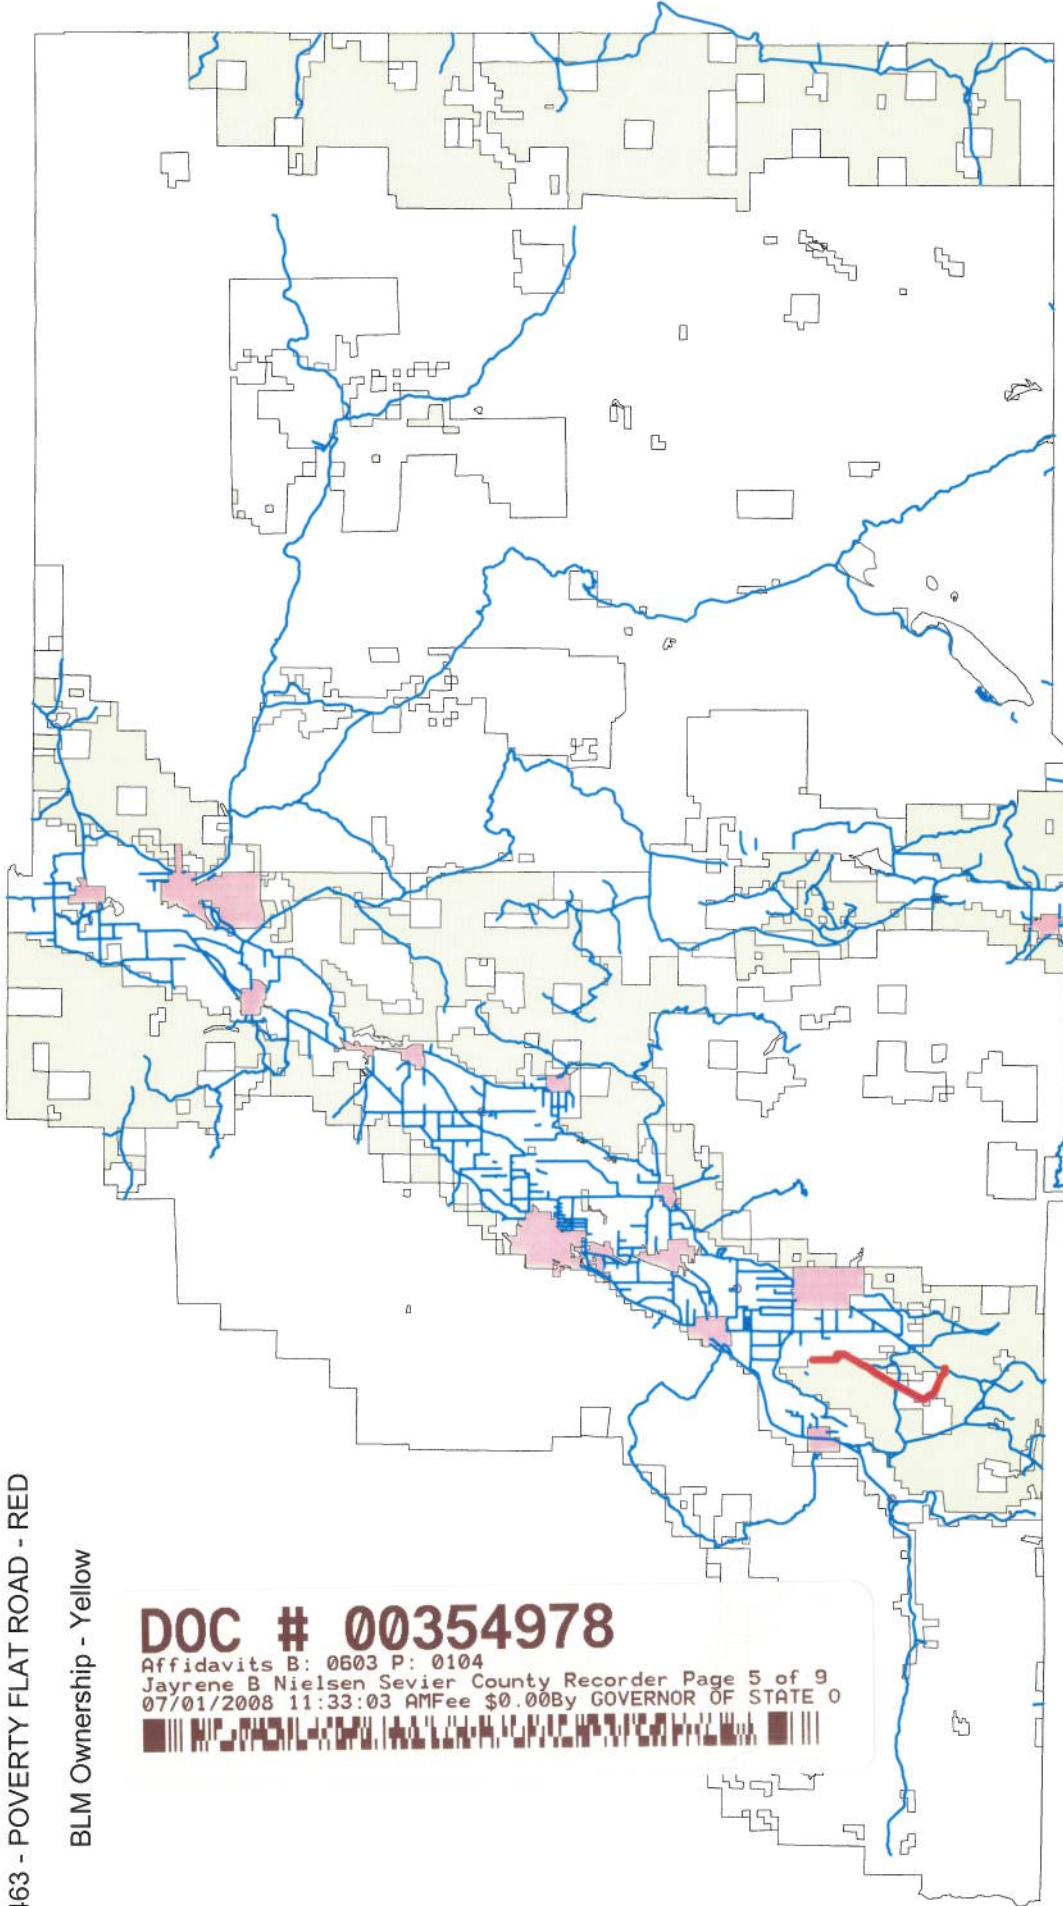 463 - POVERTY FLAT ROAD - RED
BLM Ownership - Yellow
DOC # 00354978
Affidavits B: 0603 P: 0104
Jayrene B Nielsen Sevier County Recorder Page 5 of 9
07/01/2008 11:33:03 AMFee $0.00By GOVERNOR OF STATE O